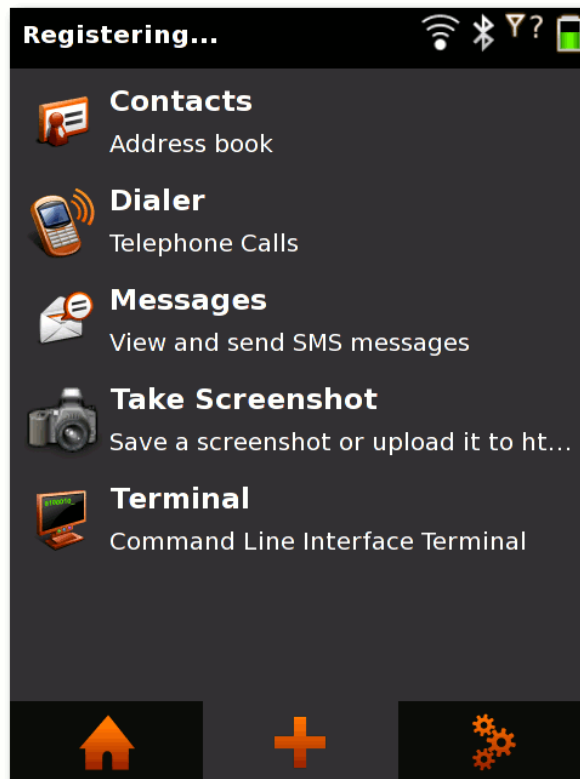 Registering...
?
Contacts
Address book
Dialer
Telephone Calls
Messages
View and send SMS messages
Take Screenshot
Save a screenshot or upload it to ht...
Terminal
Command Line Interface Terminal